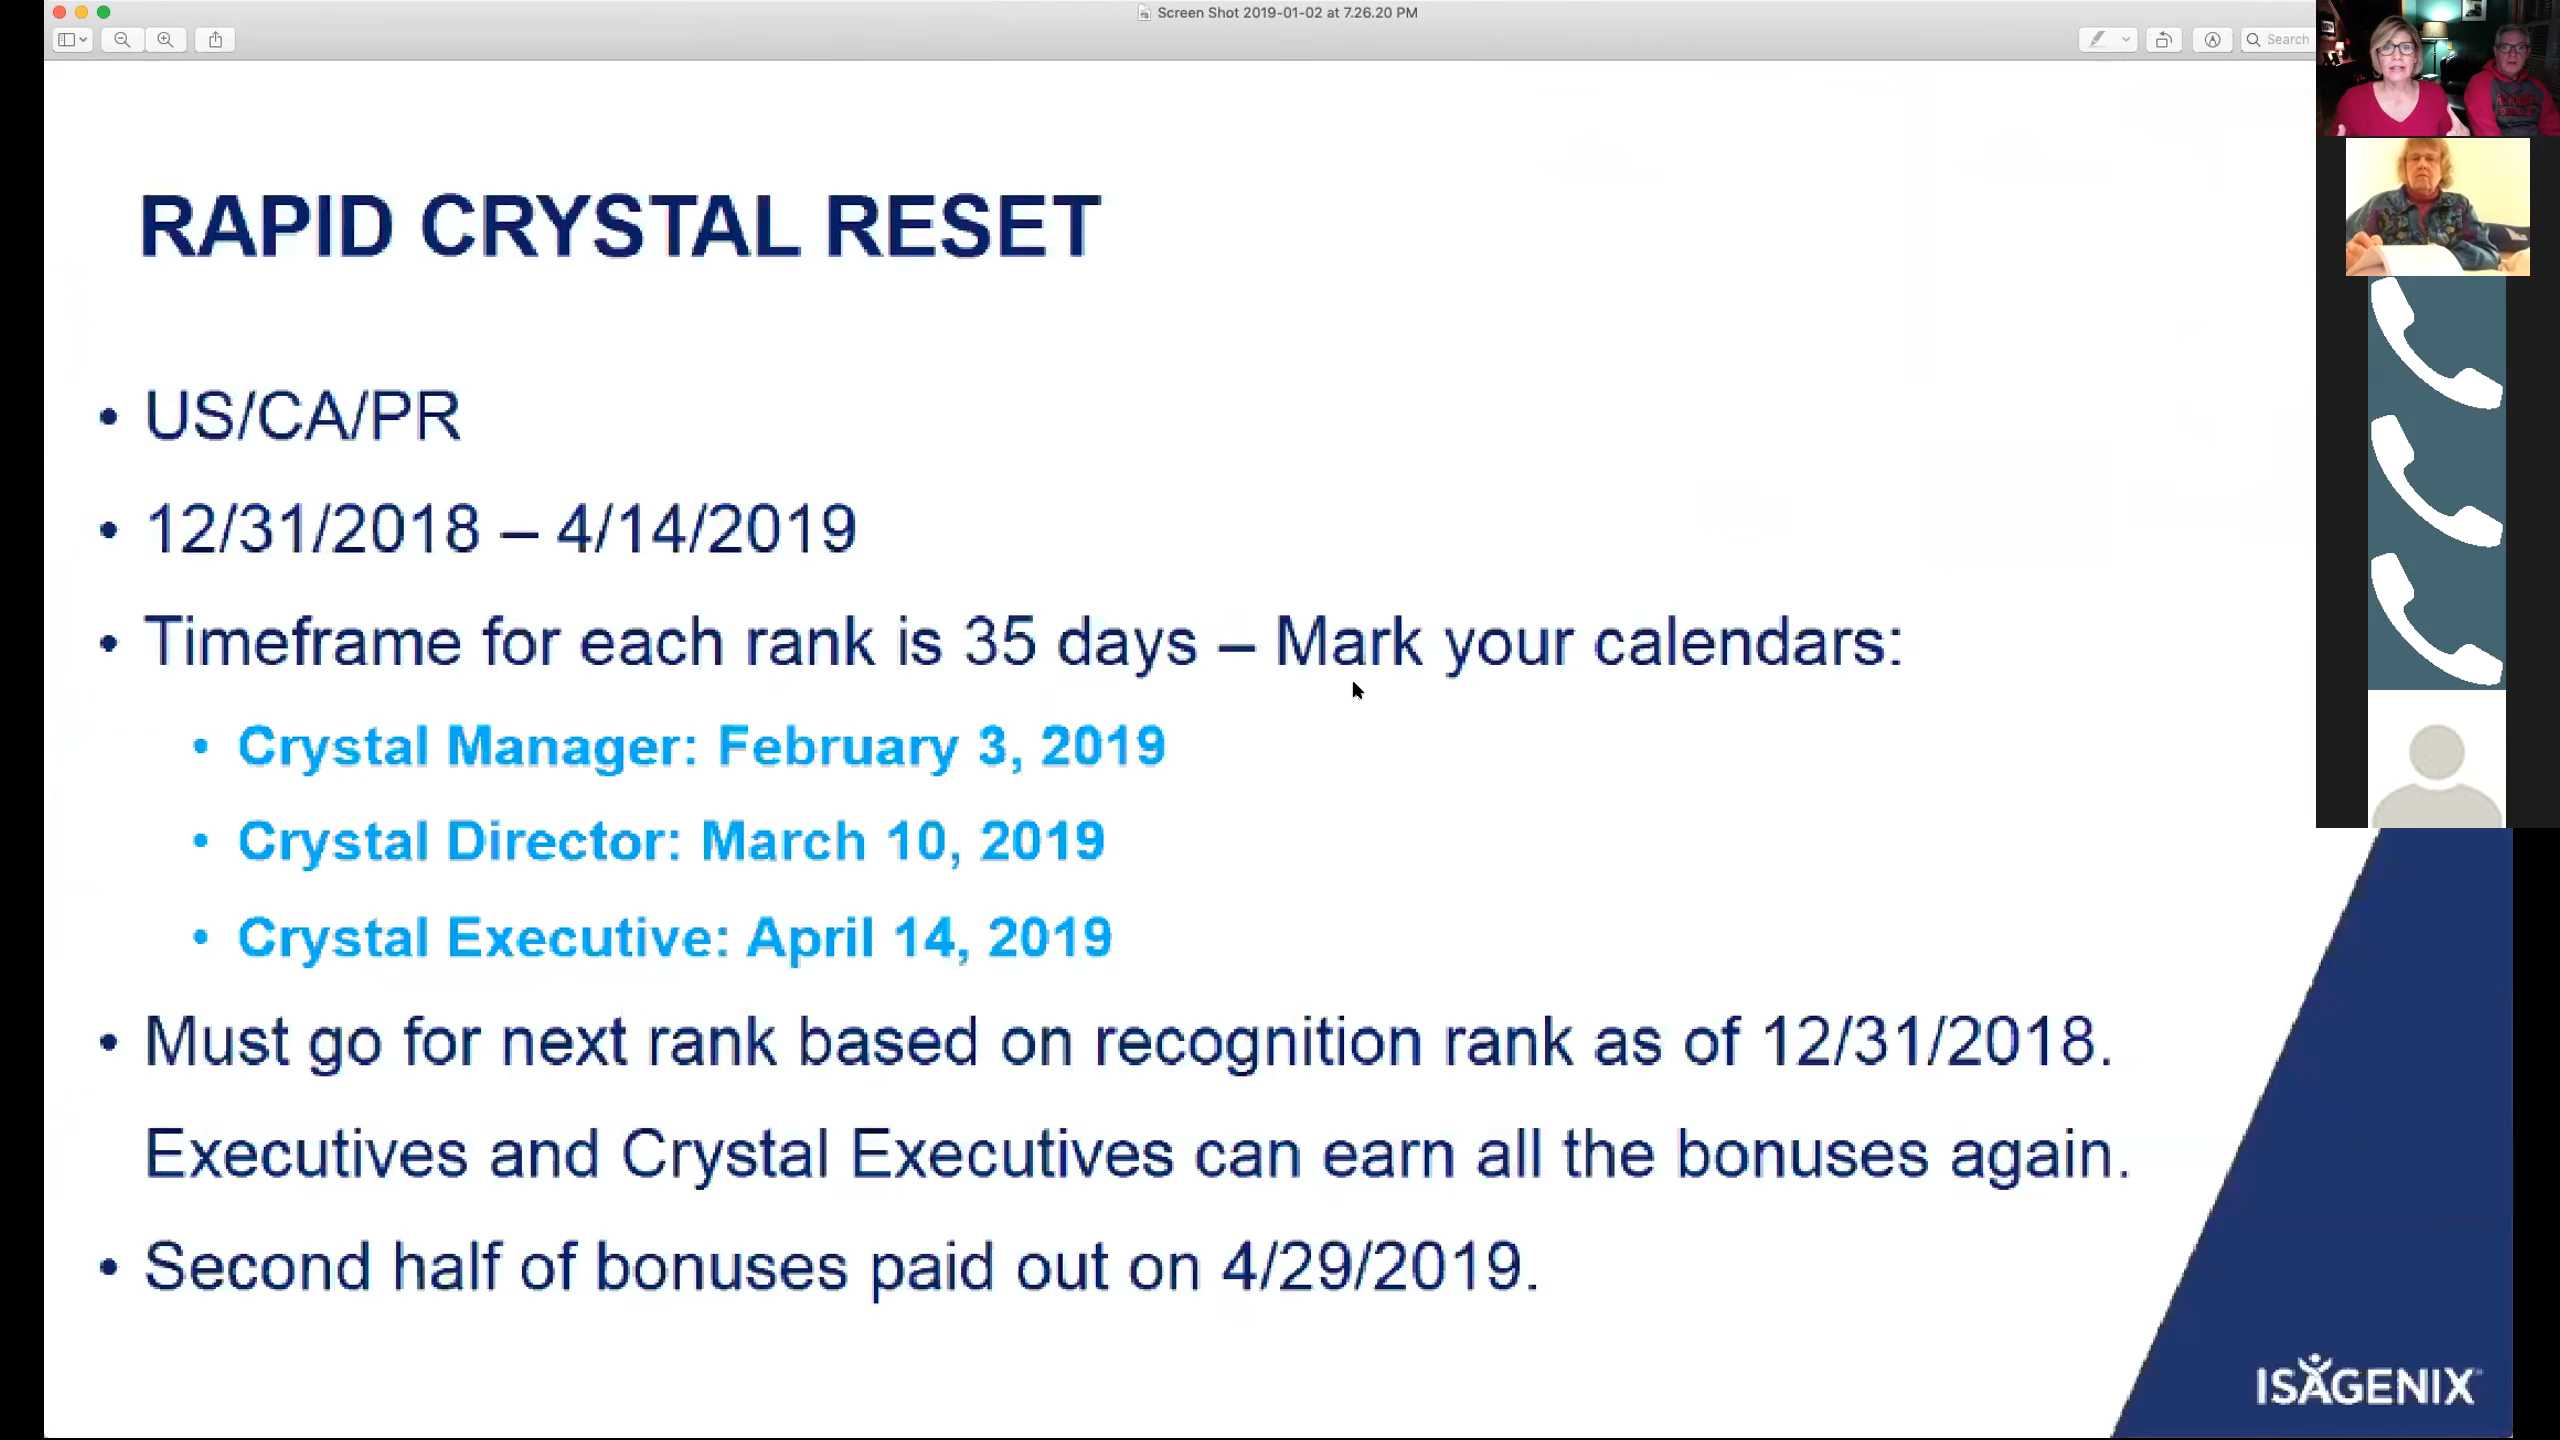 Screen Shot 2019-01-02 at 7.26.20 PM
Search
RAPID CRYSTAL RESET
• US/CA/PR
• 12/31/2018 – 4/14/2019
• Timeframe for each rank is 35 days – Mark your calendars:
• Crystal Manager: February 3, 2019
• Crystal Director: March 10, 2019
• Crystal Executive: April 14, 2019
• Must go for next rank based on recognition rank as of 12/31/2018.
Executives and Crystal Executives can earn all the bonuses again.
• Second half of bonuses paid out on 4/29/2019.
ISAGENIX